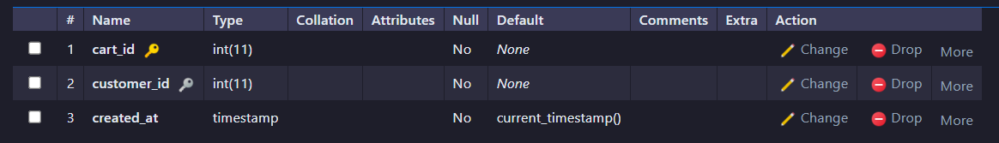 # Name Type Collation Attributes Null Default Comments Extra Action
1 cart_id int(11) No None Change Drop More
2 customer_id int(11) No None Change Drop More
3 created_at timestamp No current_timestamp() Change Drop More